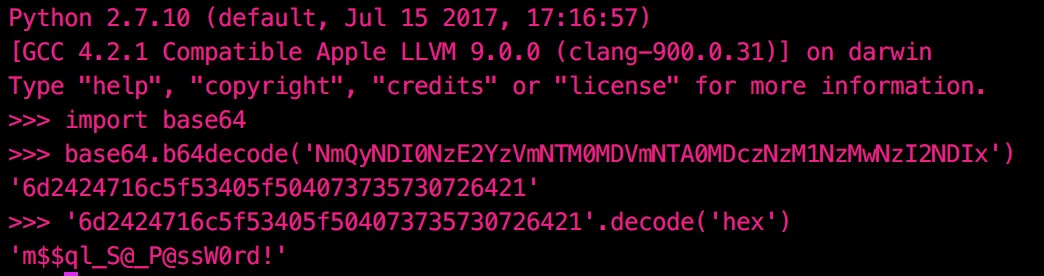 Python 2.7.10 (default, Jul 15 2017, 17:16:57)
[GCC 4.2.1 Compatible Apple LLVM 9.0.0 (clang-900.0.31)] on darwin
Type "help", "copyright", "credits" or "license" for more information.
>>> import base64
>>> base64.b64decode('NmQyNDI0NzE2YzVmNTM0MDVmNTA0MDczNzM1NzMwNzI2NDIx')
'6d2424716c5f53405f504073735730726421'
>>> '6d2424716c5f53405f504073735730726421'.decode('hex')
'm$$ql_S@_P@ssW0rd!'